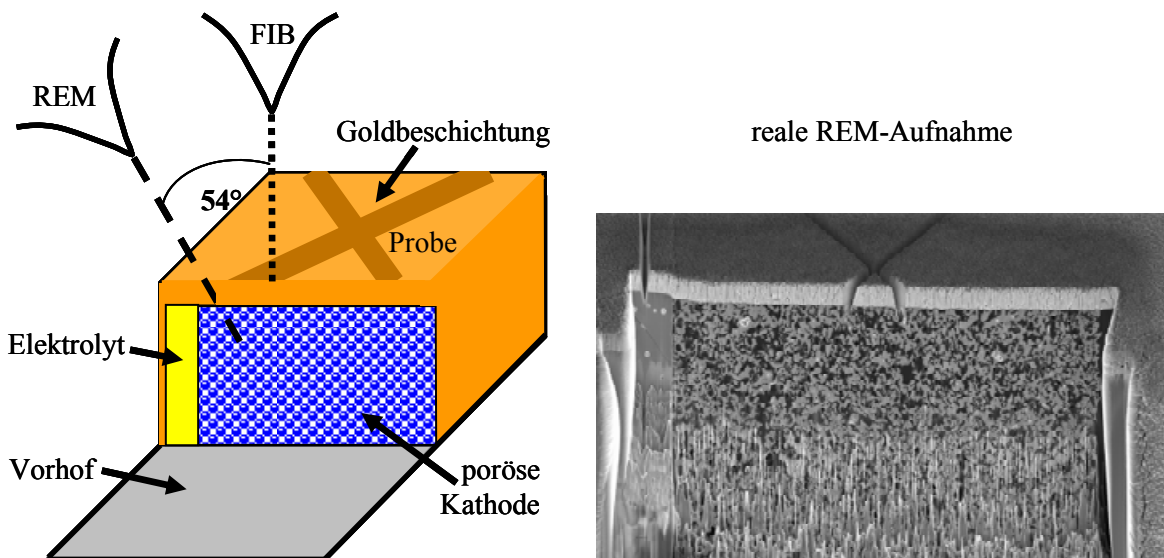 FIB
REM
Goldbeschichtung
reale REM-Aufnahme
54°
Probe
Elektrolyt
Vorhof
poröse
Kathode